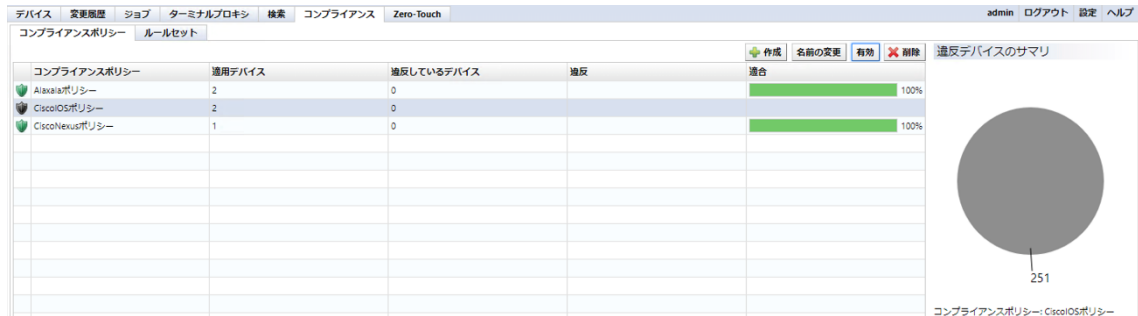 デバイス 変更履歴 ジョブ ターミナルプロキシ 検索 コンプライアンス Zero-Touch admin ログアウト 設定 ヘルプ
コンプライアンスポリシー ルールセット
作成 名前の変更 有効 削除 違反デバイスのサマリ
コンプライアンスポリシー 適用デバイス 違反しているデバイス 違反 適合
Alaxalaポリシー 2 0 100%
CiscoIOSポリシー 2 0
CiscoNexusポリシー 1 0 100%
251
コンプライアンスポリシー: CiscoIOSポリシー